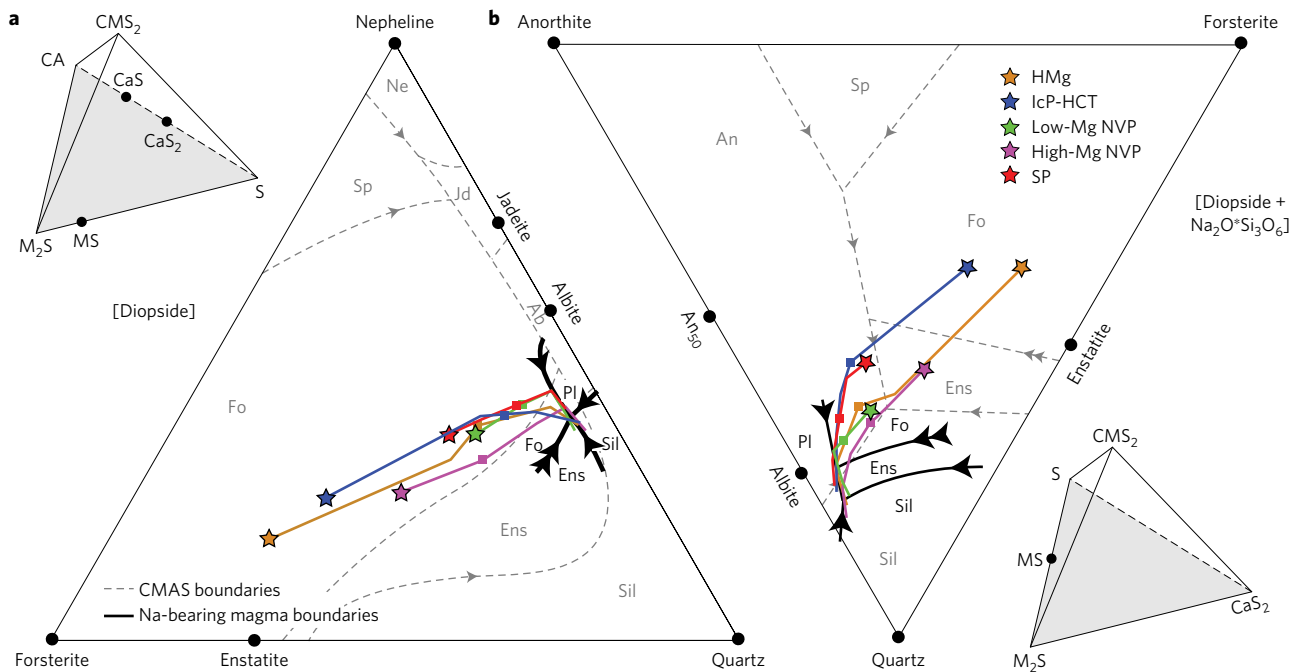 a
CMS2
CA
CaS
CaS2
S
MS
M2S
Nepheline
Ne
Sp
Jd
Jadeite
[Diopside]
Albite
Ab
Pl
Fo
Fo
Sil
Ens
Ens
Sil
CMAS boundaries
Na-bearing magma boundaries
Forsterite
Enstatite
Quartz
b
Anorthite
Forsterite
Sp
An
HMg
IcP-HCT
Low-Mg NVP
High-Mg NVP
SP
[Diopside +
Na2O*Si3O6]
Fo
An50
Enstatite
Ens
Fo
Pl
Ens
Albite
Sil
Sil
Quartz
CMS2
S
MS
CaS2
M2S